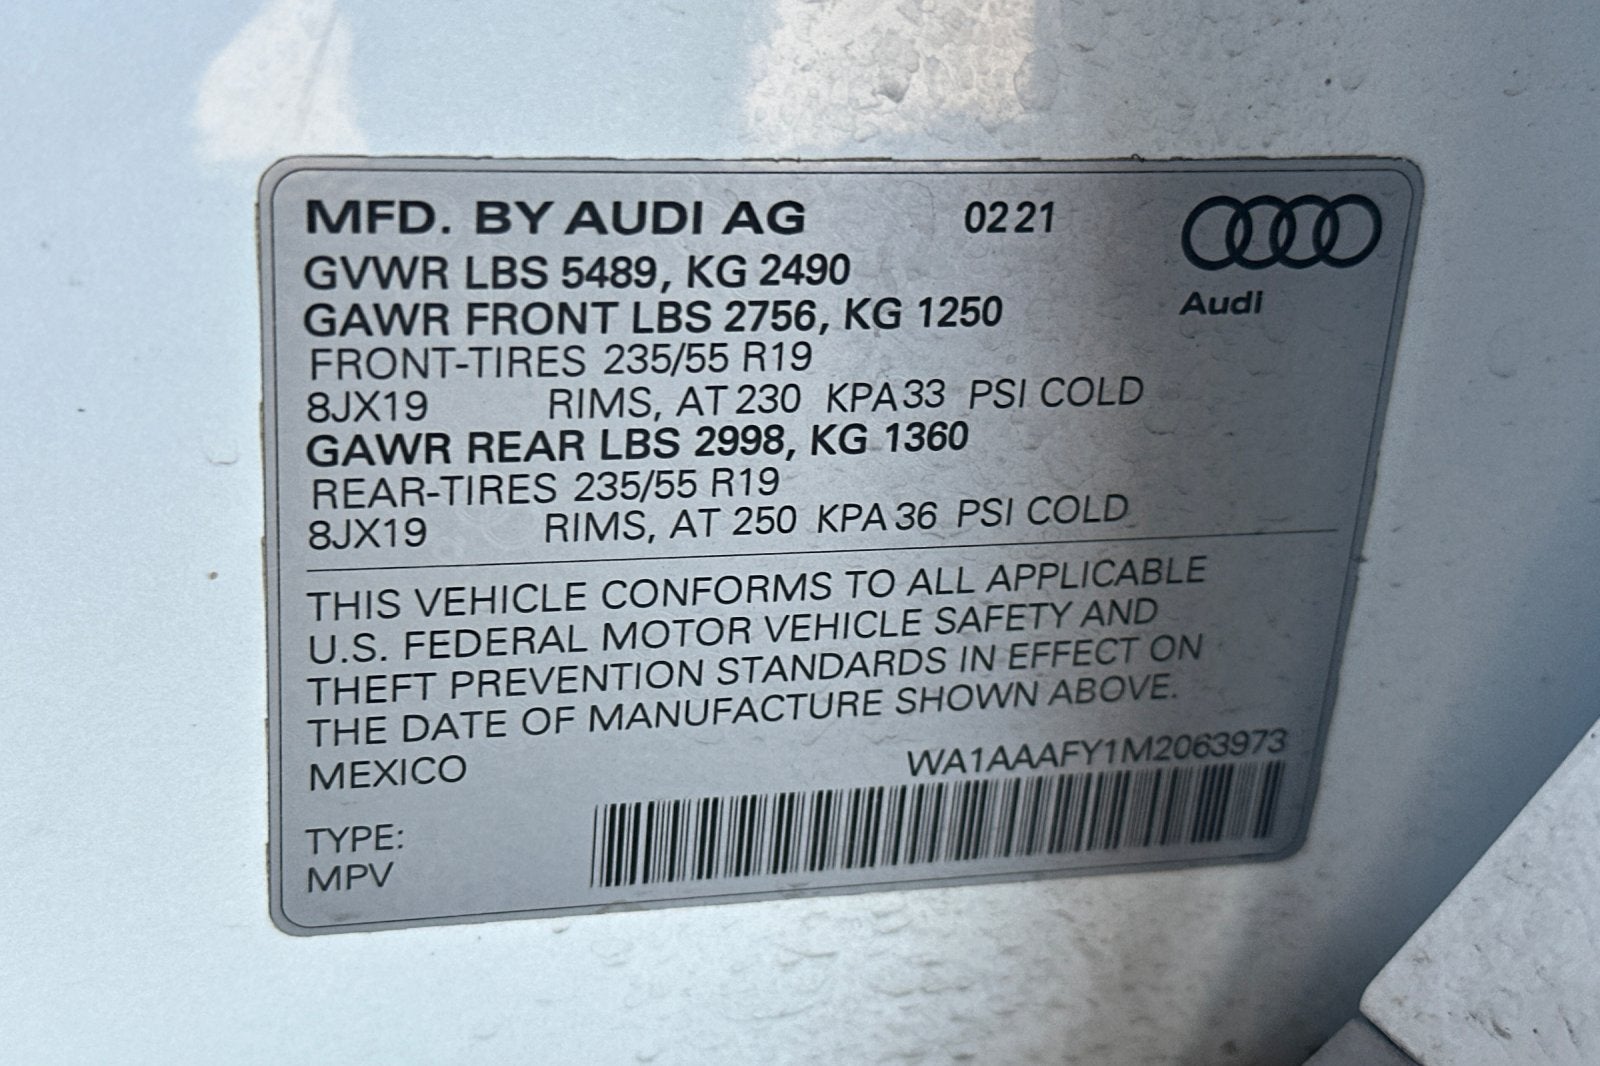 MFD. BY AUDI AG 0221
GVWR LBS 5489, KG 2490
GAWR FRONT LBS 2756, KG 1250
Audi
FRONT-TIRES 235/55 R19
8JX19 RIMS, AT 230 KPA 33 PSI COLD
GAWR REAR LBS 2998, KG 1360
REAR-TIRES 235/55 R19
8JX19 RIMS, AT 250 KPA 36 PSI COLD
THIS VEHICLE CONFORMS TO ALL APPLICABLE
U.S. FEDERAL MOTOR VEHICLE SAFETY AND
THEFT PREVENTION STANDARDS IN EFFECT ON
THE DATE OF MANUFACTURE SHOWN ABOVE.
MEXICO WA1AAAFY1M2063973
TYPE:
MPV